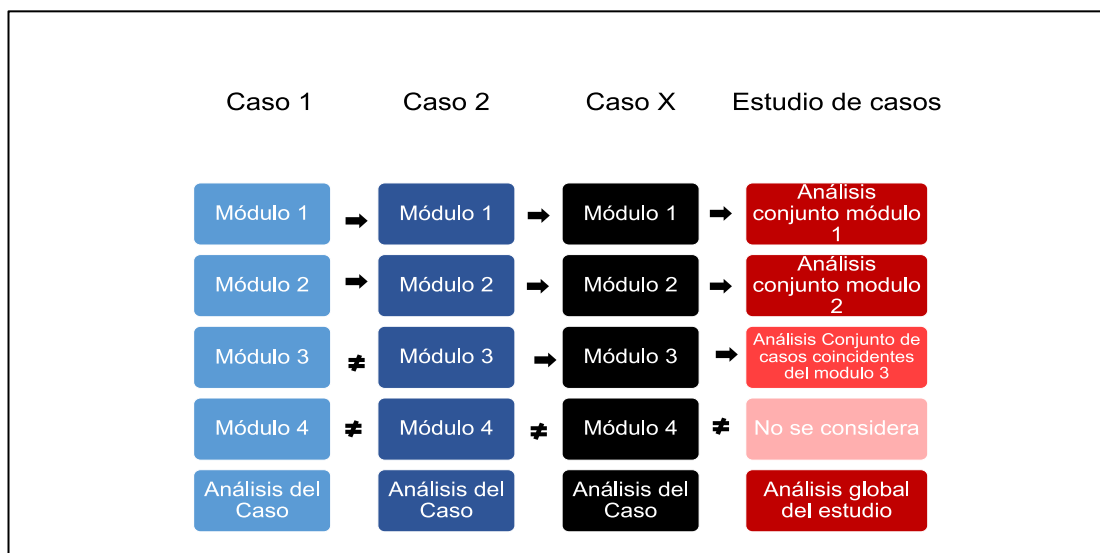 Caso 1 Caso 2 Caso X Estudio de casos
Módulo 1 Módulo 1 Módulo 1 Análisis
conjunto módulo
1
Módulo 2 Módulo 2 Módulo 2 Análisis
conjunto modulo
2
Módulo 3 ≠ Módulo 3 Módulo 3 Análisis Conjunto de
casos coincidentes
del modulo 3
Módulo 4 ≠ Módulo 4 ≠ Módulo 4 ≠ No se considera
Análisis del
Caso
Análisis del
Caso
Análisis del
Caso
Análisis global
del estudio